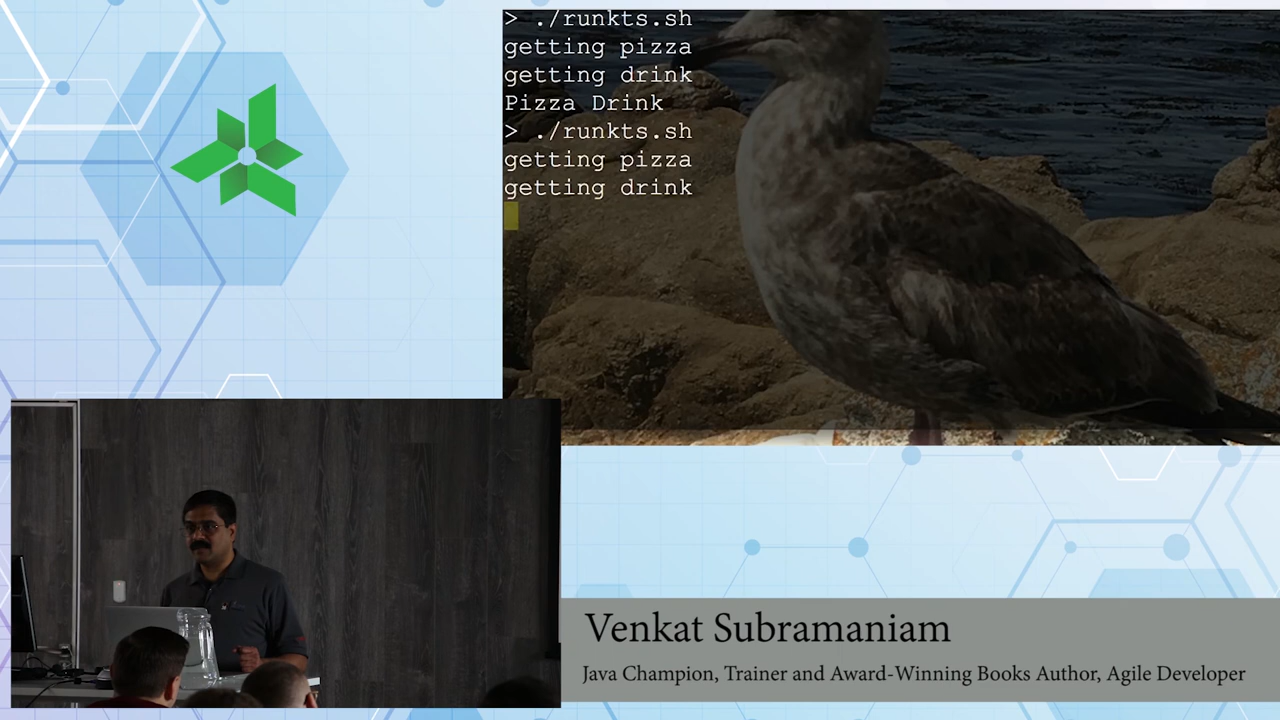 > ./runkts.sh
getting pizza
getting drink
Pizza Drink
> ./runkts.sh
getting pizza
getting drink
Venkat Subramaniam
Java Champion, Trainer and Award-Winning Books Author, Agile Developer